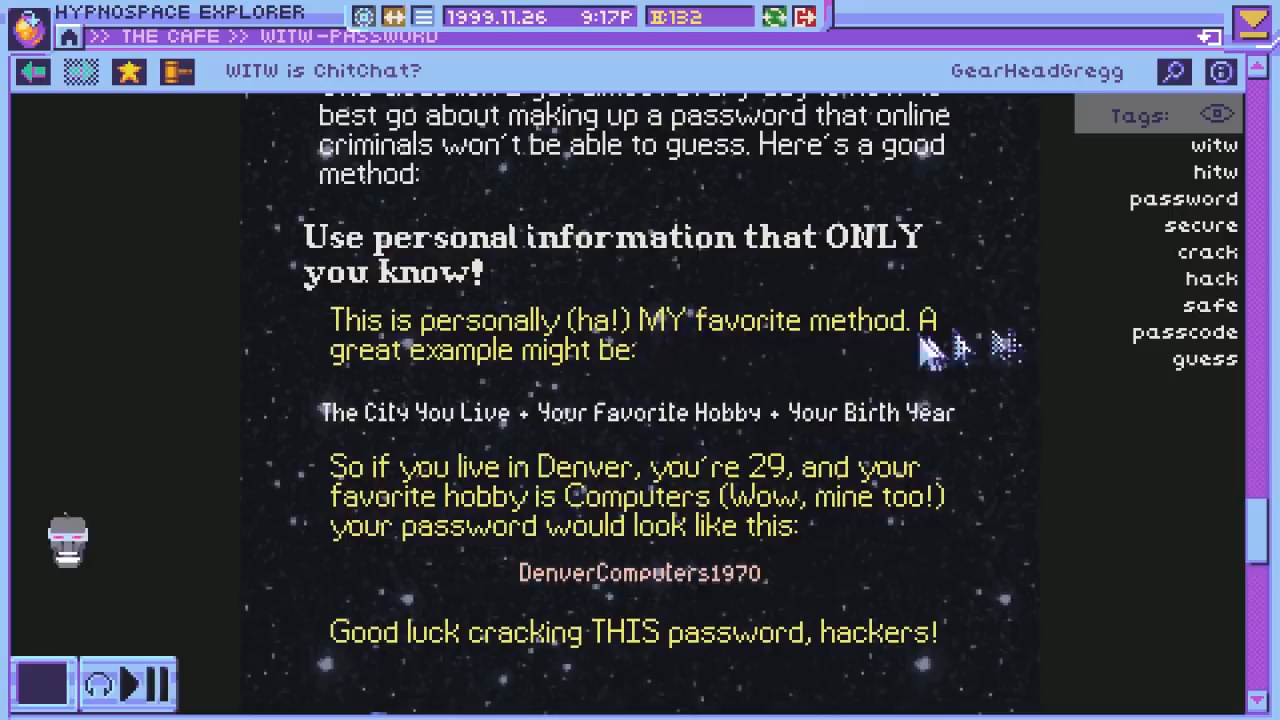 HYPNOSPACE EXPLORER
1999.11.26 9:17P
132
>> THE CAFE >> WITW-PASSWORD
WITW is ChitChat?
GearHeadGregg
best go about making up a password that online
criminals won't be able to guess. Here's a good
method:
Use personal information that ONLY
you know!
This is personally (ha!) MY favorite method. A
great example might be:
The City You Live + Your Favorite Hobby + Your Birth Year
So if you live in Denver, you're 29, and your
favorite hobby is Computers (Wow, mine too!)
your password would look like this:
DenverComputers1970
Good luck cracking THIS password, hackers!
Tags:
witw
hitw
password
secure
crack
hack
safe
passcode
guess